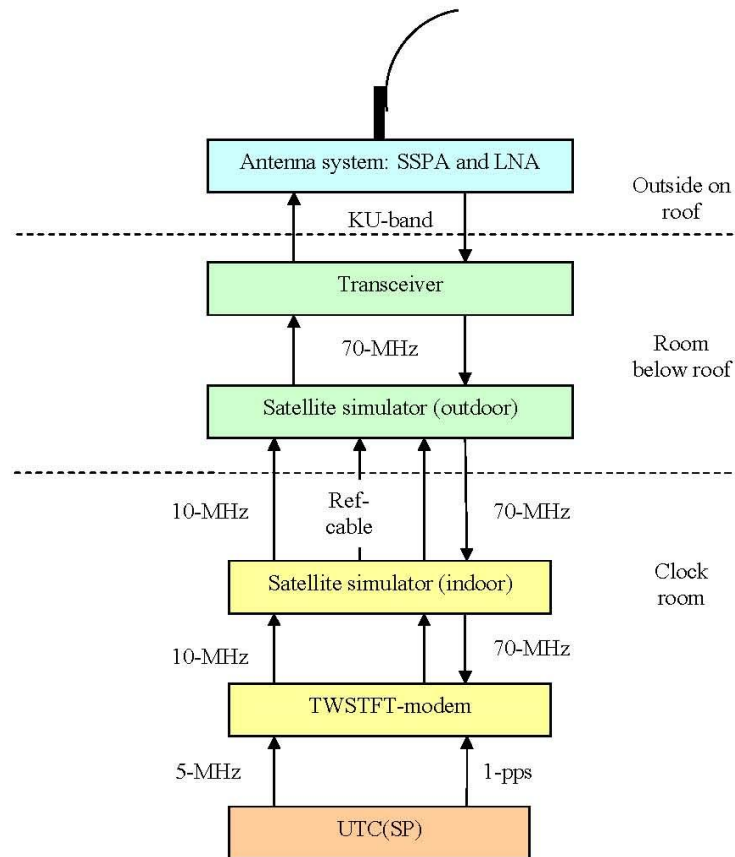 Antenna system: SSPA and LNA
Outside on
roof
KU-band
Transceiver
70-MHz
Room
below roof
Satellite simulator (outdoor)
10-MHz
Ref-
cable
70-MHz
Satellite simulator (indoor)
Clock
room
10-MHz
70-MHz
TWSTFT-modem
5-MHz
1-pps
UTC(SP)